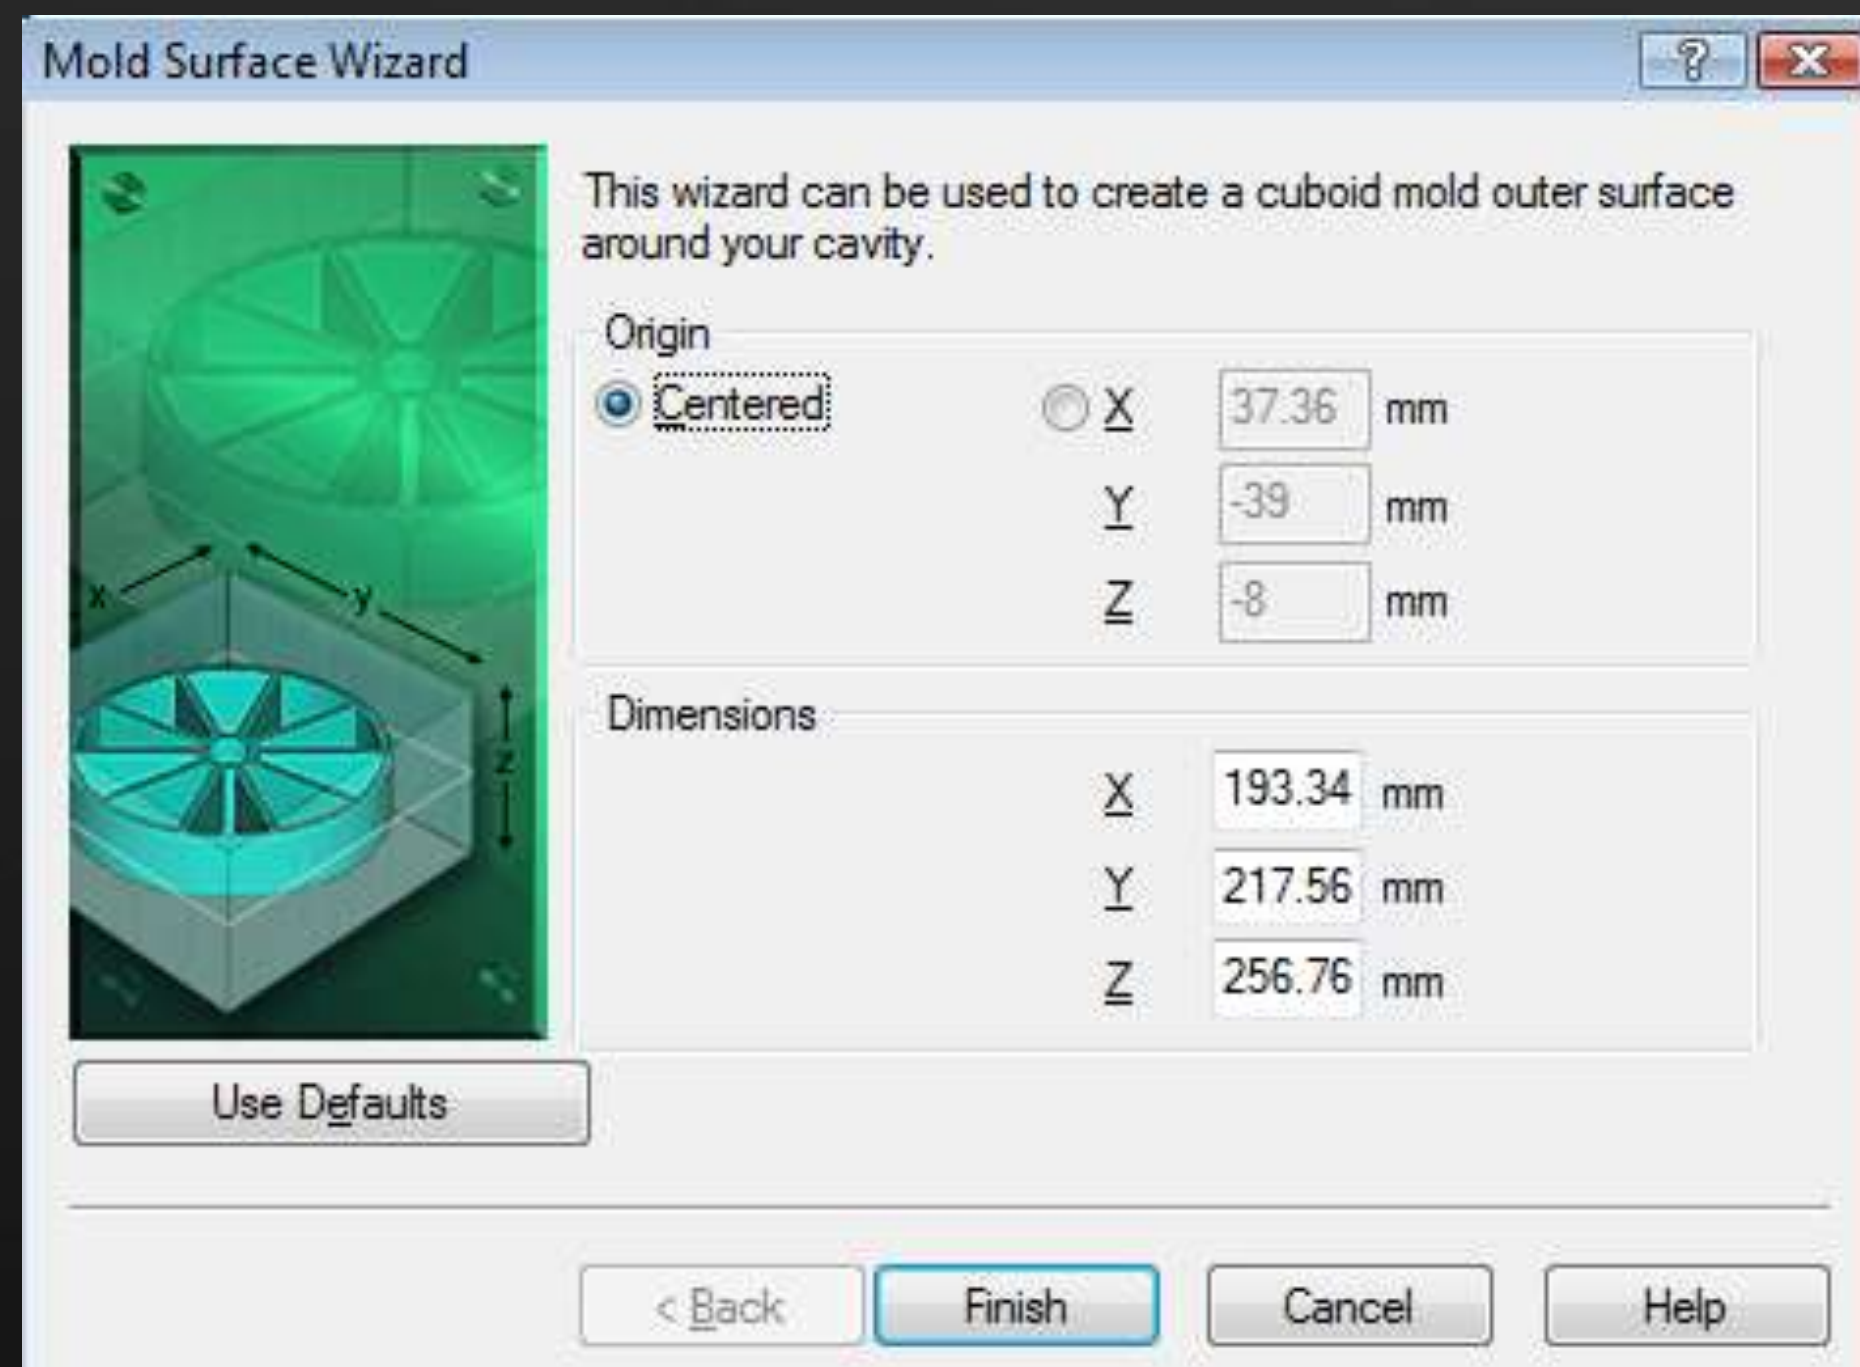 Mold Surface Wizard
?
X
This wizard can be used to create a cuboid mold outer surface
around your cavity.
Origin
Centered
X 37.36 mm
Y -39 mm
Z -8 mm
x
y
z
Dimensions
X 193.34 mm
Y 217.56 mm
Z 256.76 mm
Use Defaults
< Back
Finish
Cancel
Help